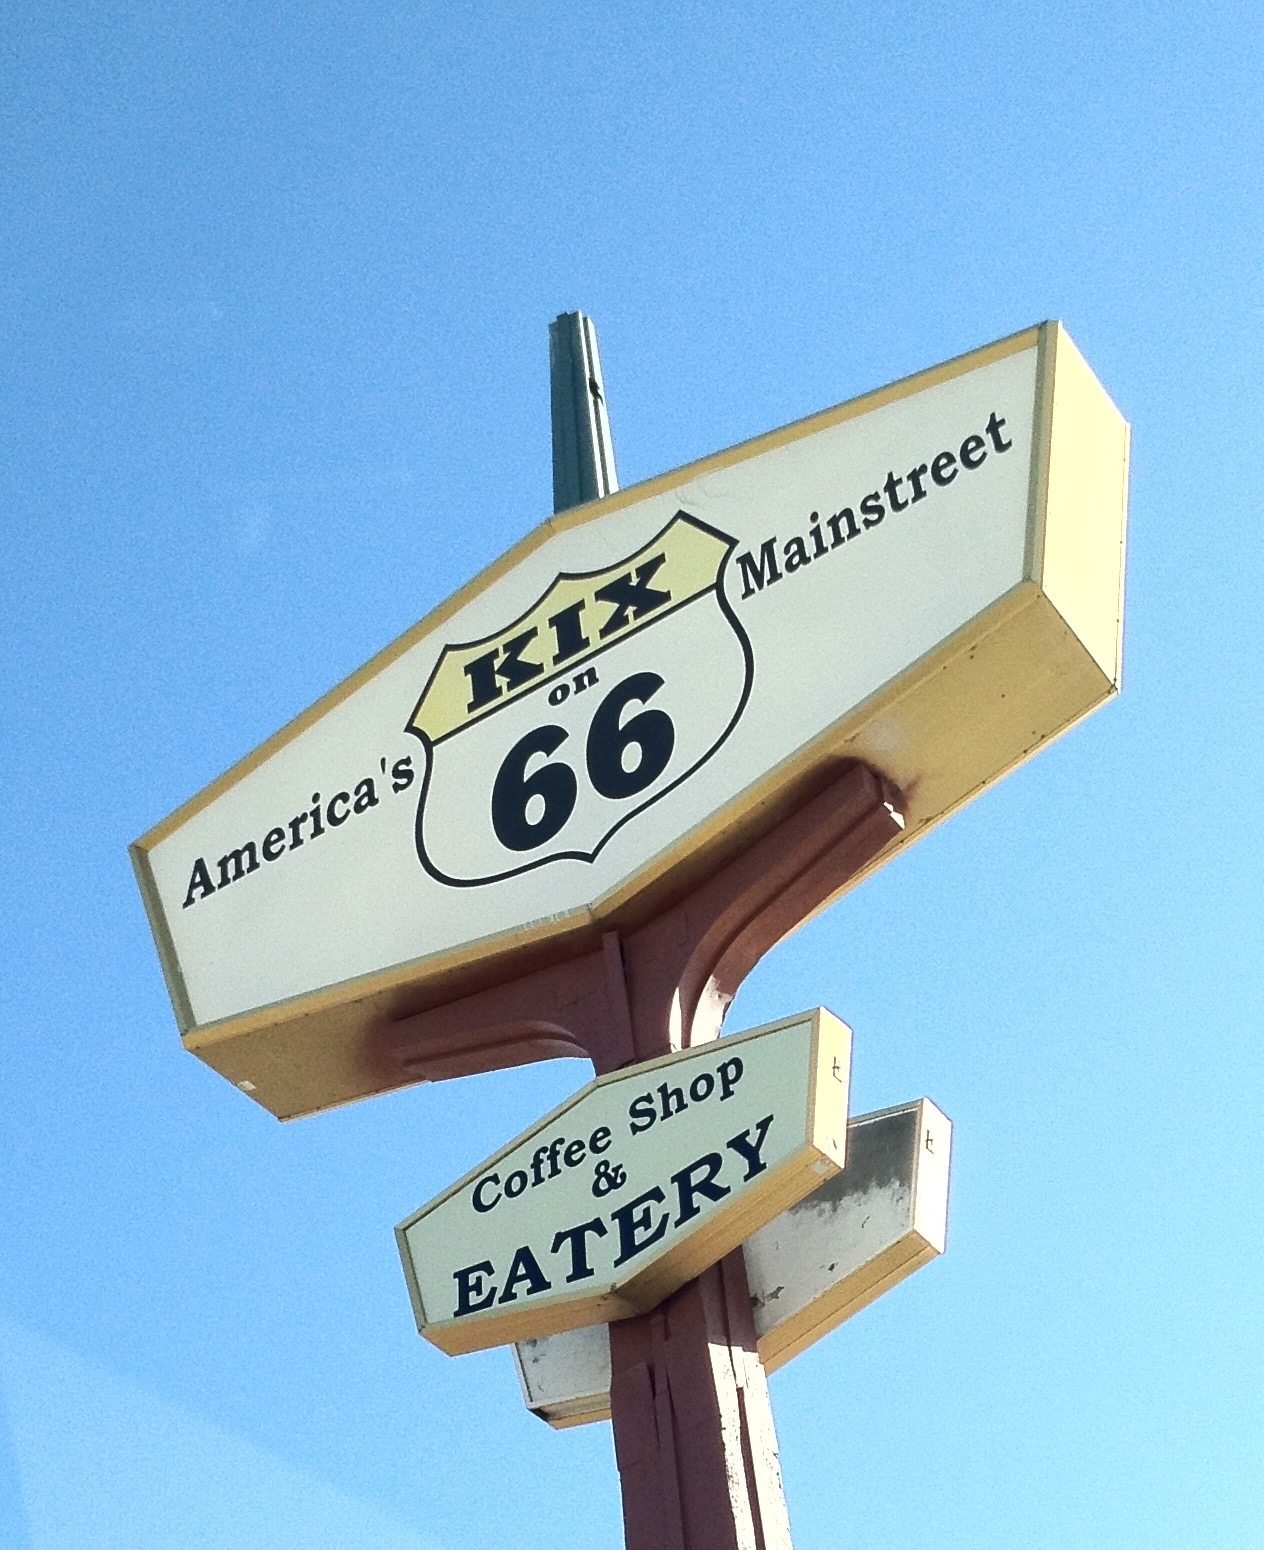 America's KIX Mainstreet
on
66
Coffee Shop
&
EATERY